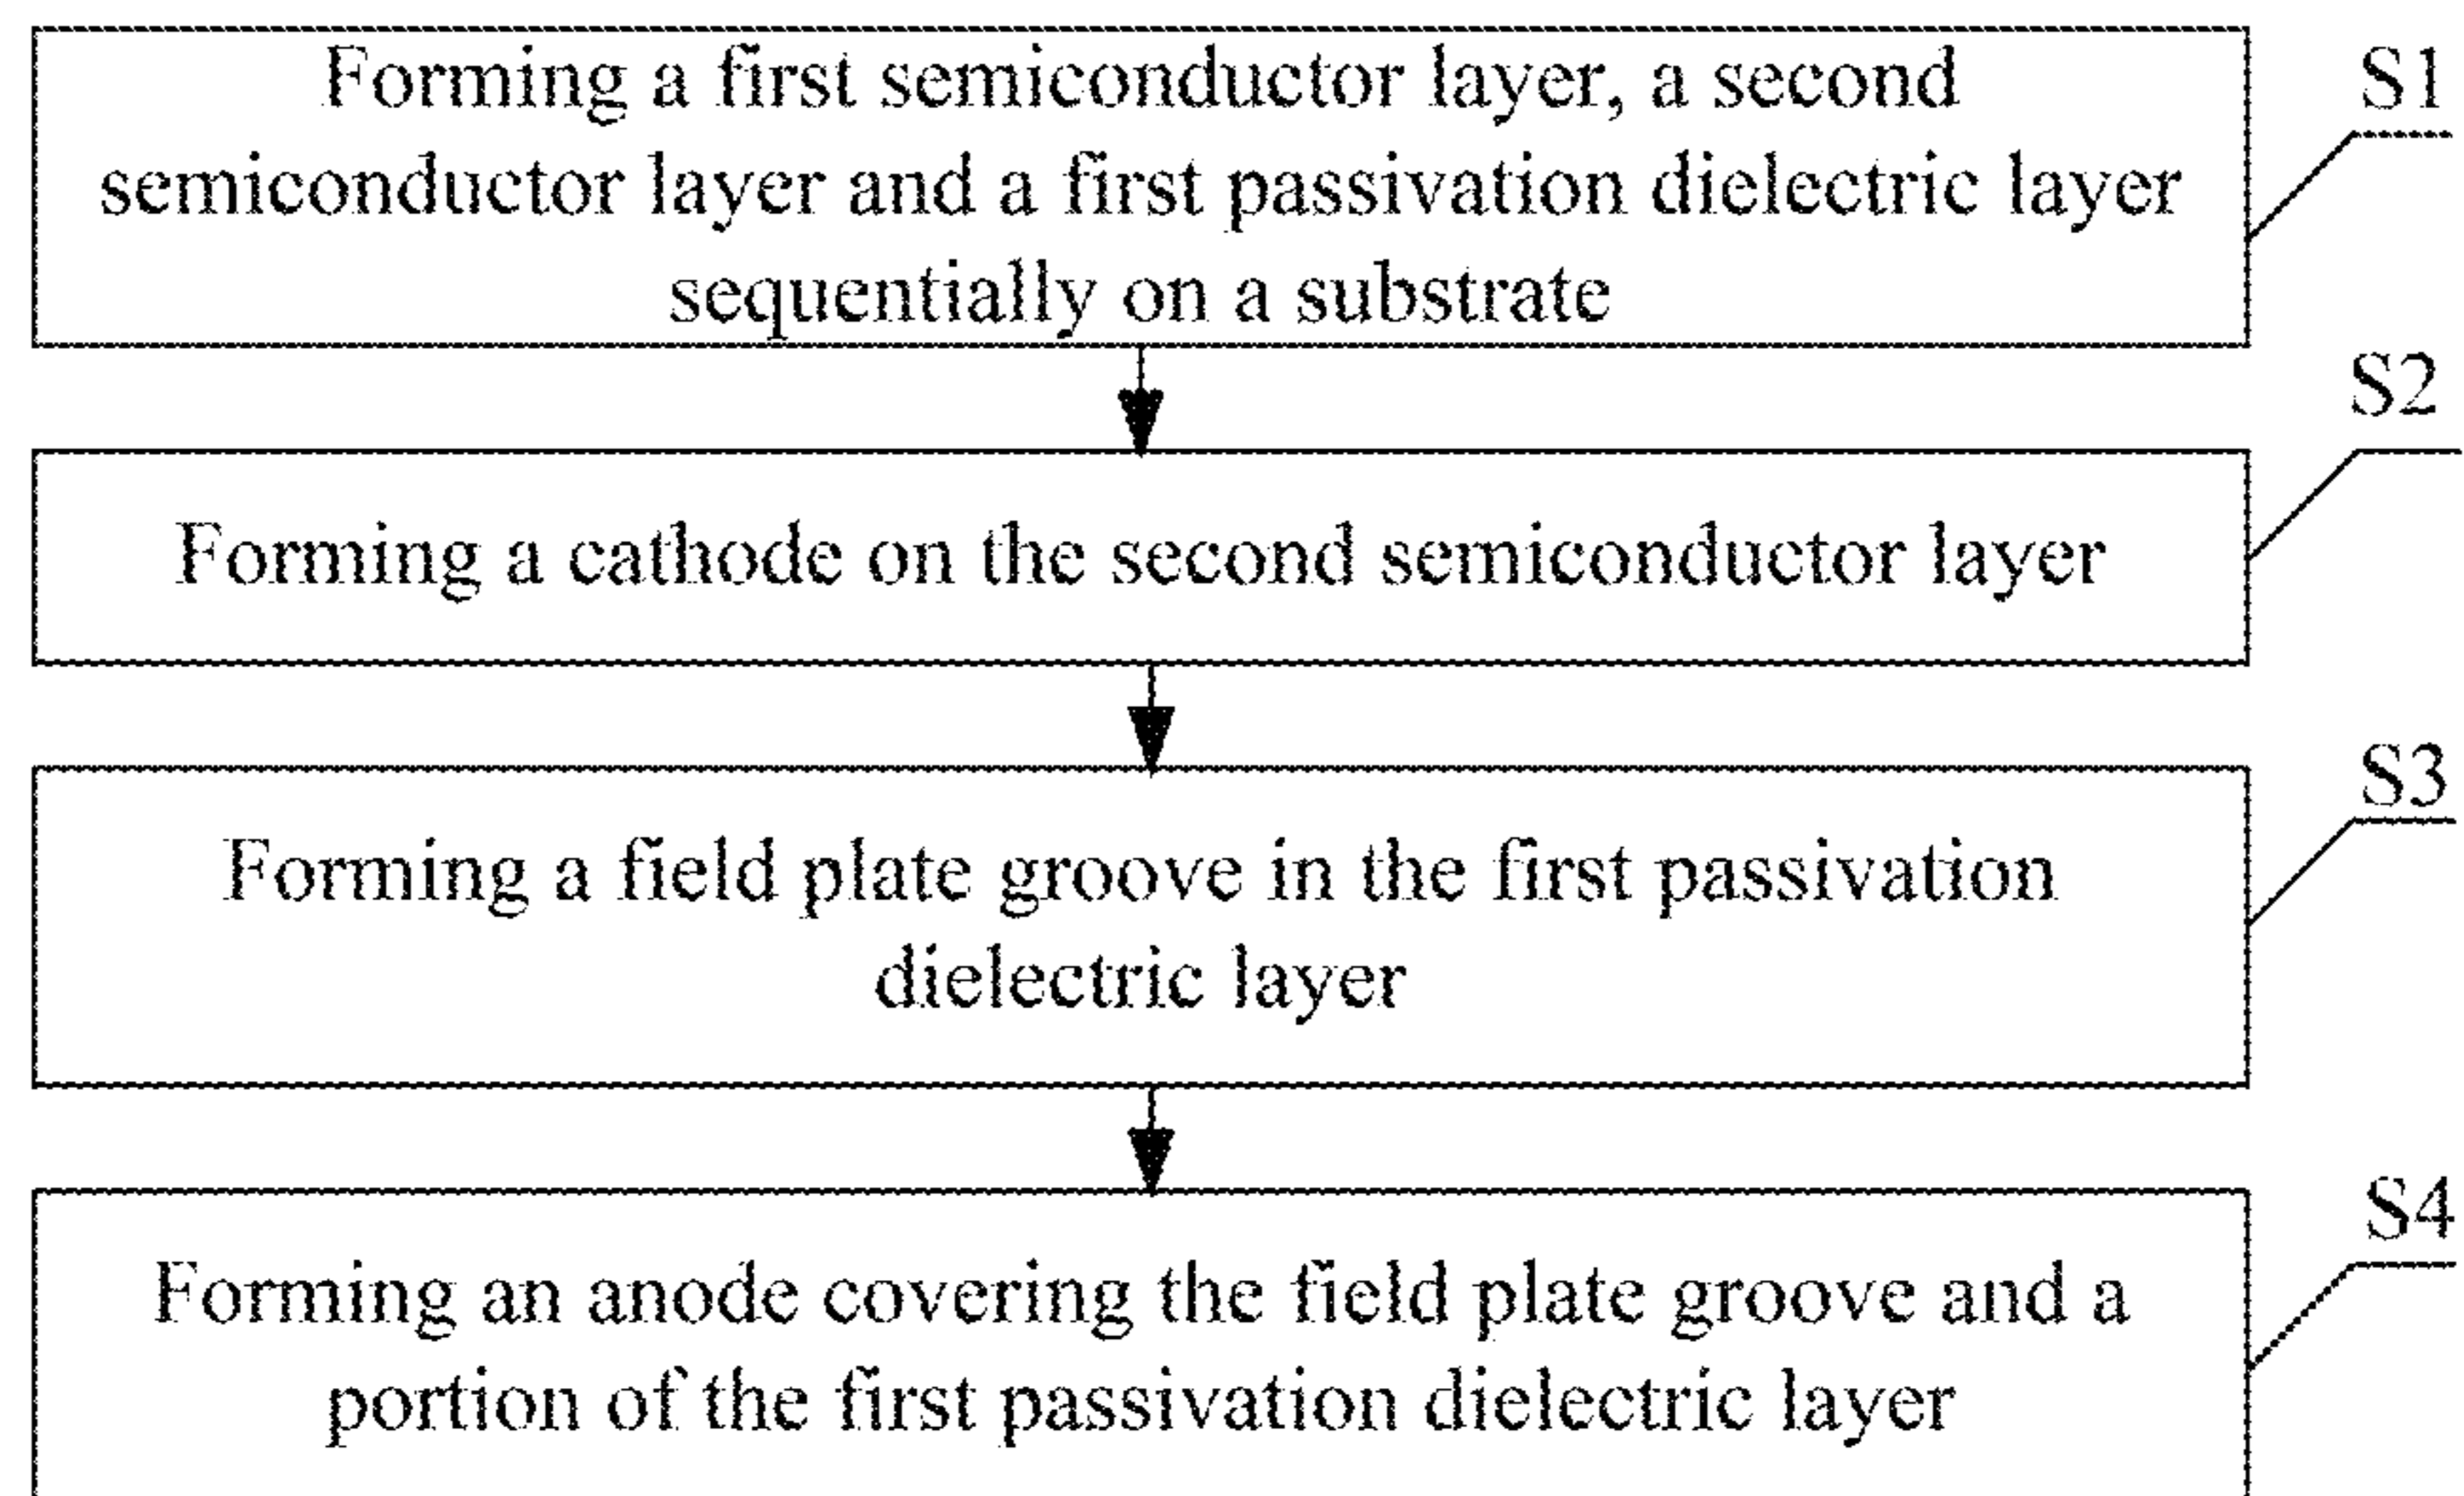 Forming a first semiconductor layer, a second
semiconductor layer and a first passivation dielectric layer
sequentially on a substrate
S1
Forming a cathode on the second semiconductor layer
S2
Forming a field plate groove in the first passivation
dielectric layer
S3
Forming an anode covering the field plate groove and a
portion of the first passivation dielectric layer
S4